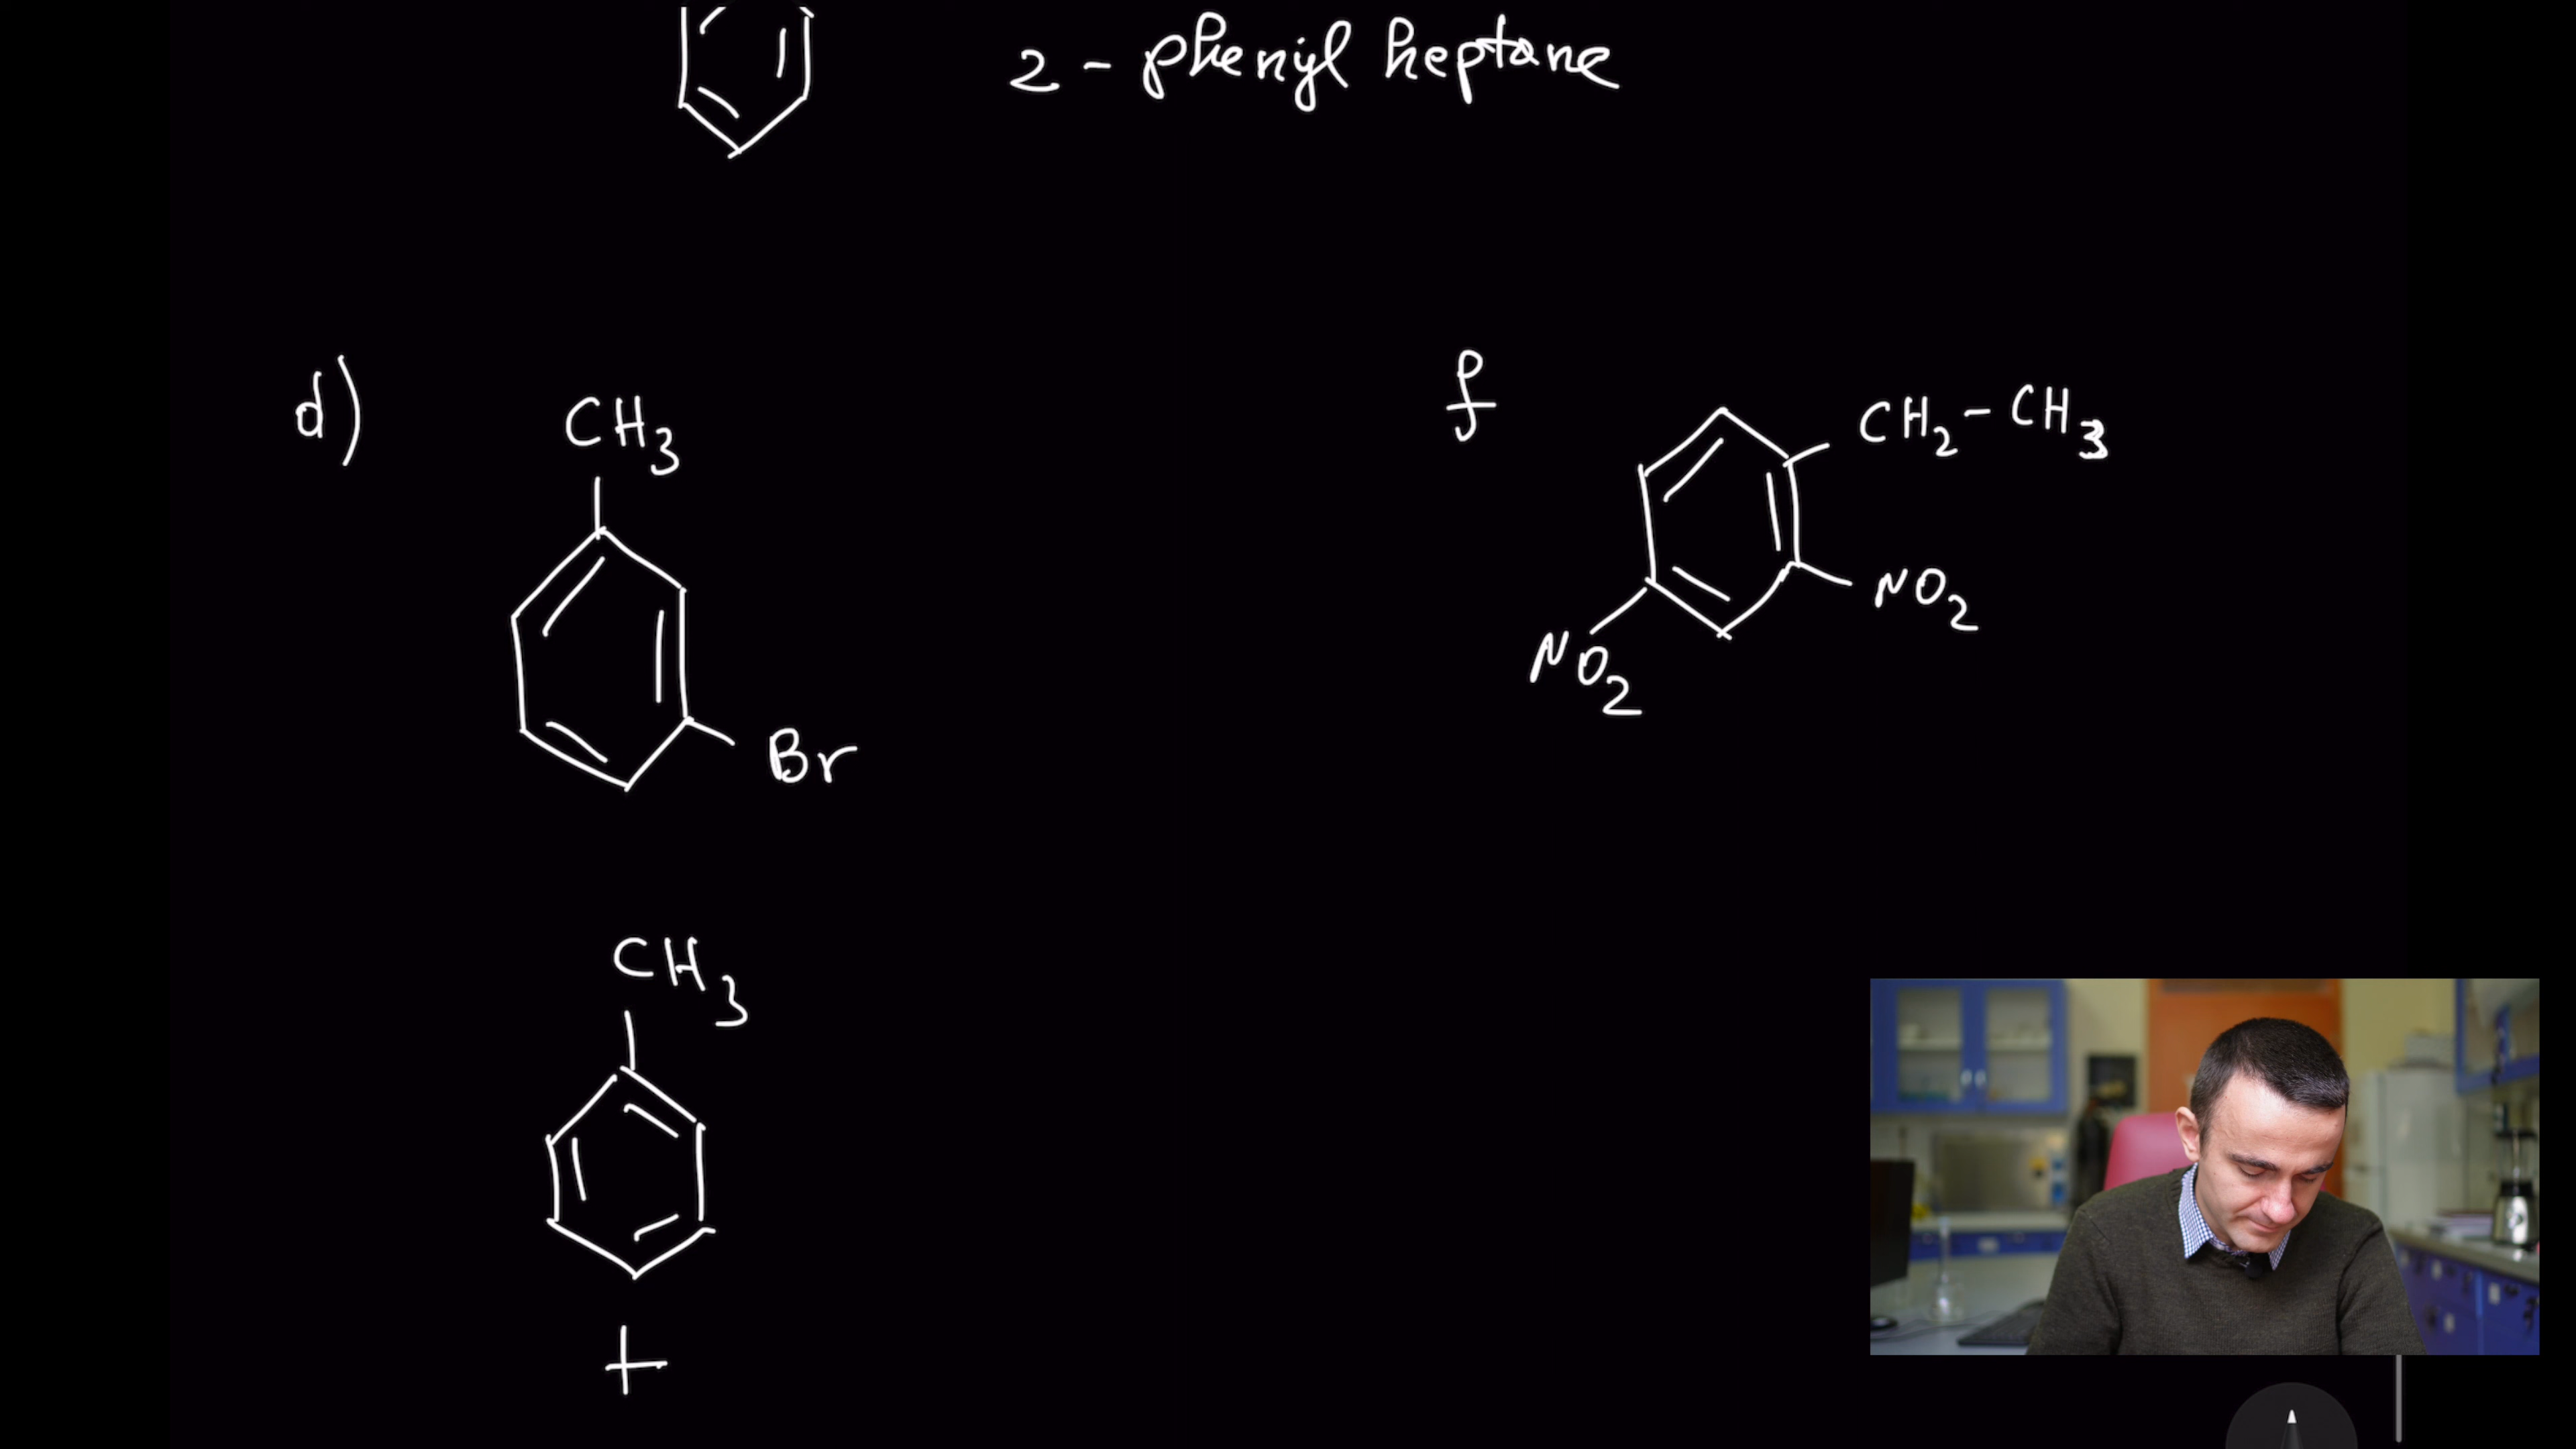 2 - phenyl heptane
d)
f
CH3
CH2-CH3
NO2
NO2
Br
CH3
+